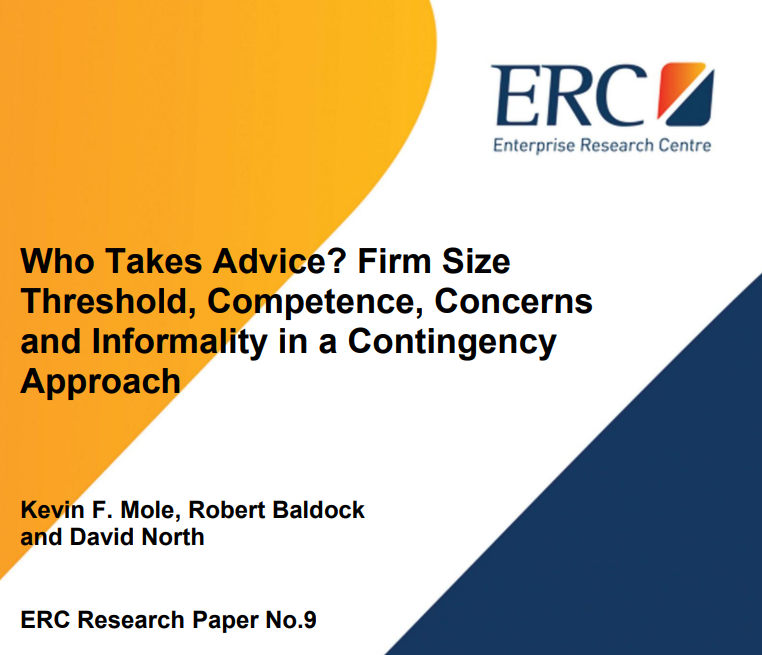 ERC
Enterprise Research Centre
Who Takes Advice? Firm Size
Threshold, Competence, Concerns
and Informality in a Contingency
Approach
Kevin F. Mole, Robert Baldock
and David North
ERC Research Paper No.9